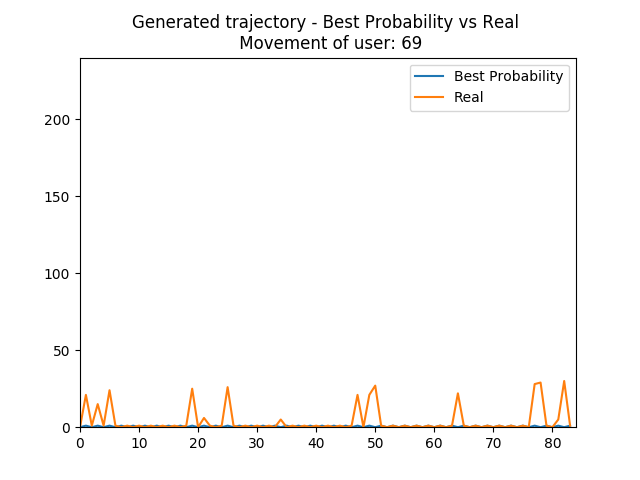 Generated trajectory - Best Probability vs Real
Movement of user: 69
Best Probability
Real
200
150
100
50
0
0 10 20 30 40 50 60 70 80